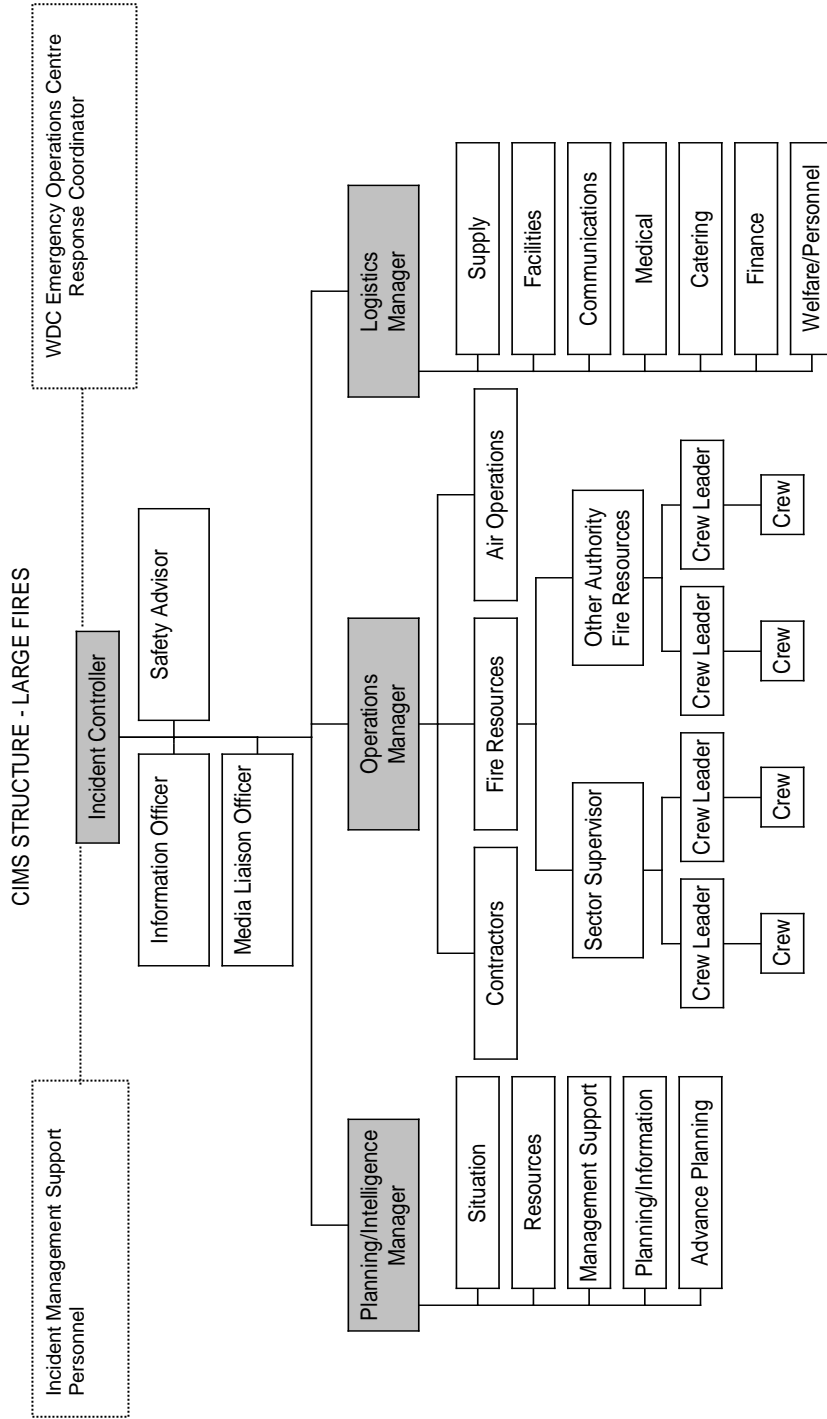 CIMS STRUCTURE - LARGE FIRES
Incident Management Support
Personnel
WDC Emergency Operations Centre
Response Coordinator
Incident Controller
Information Officer
Safety Advisor
Media Liaison Officer
Planning/Intelligence
Manager
Operations
Manager
Logistics
Manager
Situation
Resources
Management Support
Planning/Information
Advance Planning
Contractors
Fire Resources
Air Operations
Sector Supervisor
Other Authority
Fire Resources
Crew Leader
Crew Leader
Crew Leader
Crew Leader
Crew
Crew
Crew
Crew
Supply
Facilities
Communications
Medical
Catering
Finance
Welfare/Personnel